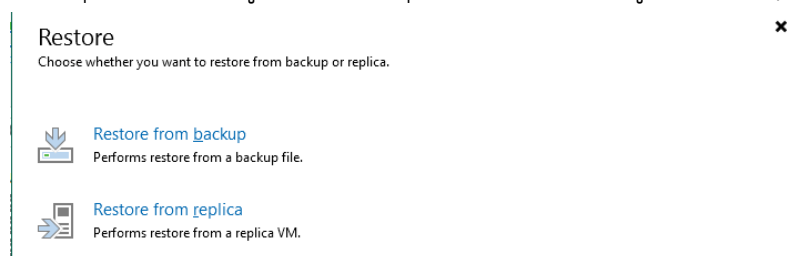 Restore
Choose whether you want to restore from backup or replica.
Restore from backup
Performs restore from a backup file.
Restore from replica
Performs restore from a replica VM.